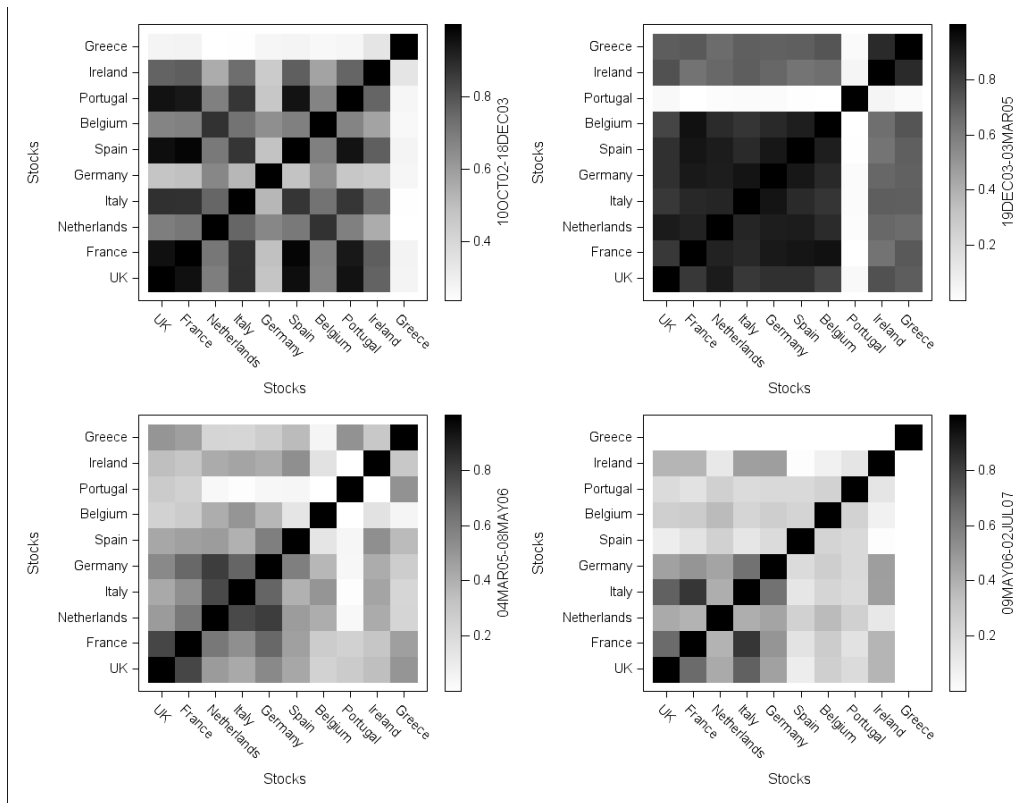 Greece
Ireland
Portugal
Belgium
Spain
Germany
Italy
Netherlands
France
UK
Stocks
UK
France
Netherlands
Italy
Germany
Spain
Belgium
Portugal
Ireland
Greece
Stocks
0.8
0.6
0.4
10OCT02-18DEC03
Greece
Ireland
Portugal
Belgium
Spain
Germany
Italy
Netherlands
France
UK
Stocks
UK
France
Netherlands
Italy
Germany
Spain
Belgium
Portugal
Ireland
Greece
Stocks
0.8
0.6
0.4
0.2
19DEC03-03MAR05
Greece
Ireland
Portugal
Belgium
Spain
Germany
Italy
Netherlands
France
UK
Stocks
UK
France
Netherlands
Italy
Germany
Spain
Belgium
Portugal
Ireland
Greece
Stocks
0.8
0.6
0.4
0.2
04MAR05-08MAY06
Greece
Ireland
Portugal
Belgium
Spain
Germany
Italy
Netherlands
France
UK
Stocks
UK
France
Netherlands
Italy
Germany
Spain
Belgium
Portugal
Ireland
Greece
Stocks
0.8
0.6
0.4
0.2
09MAY06-02JUL07